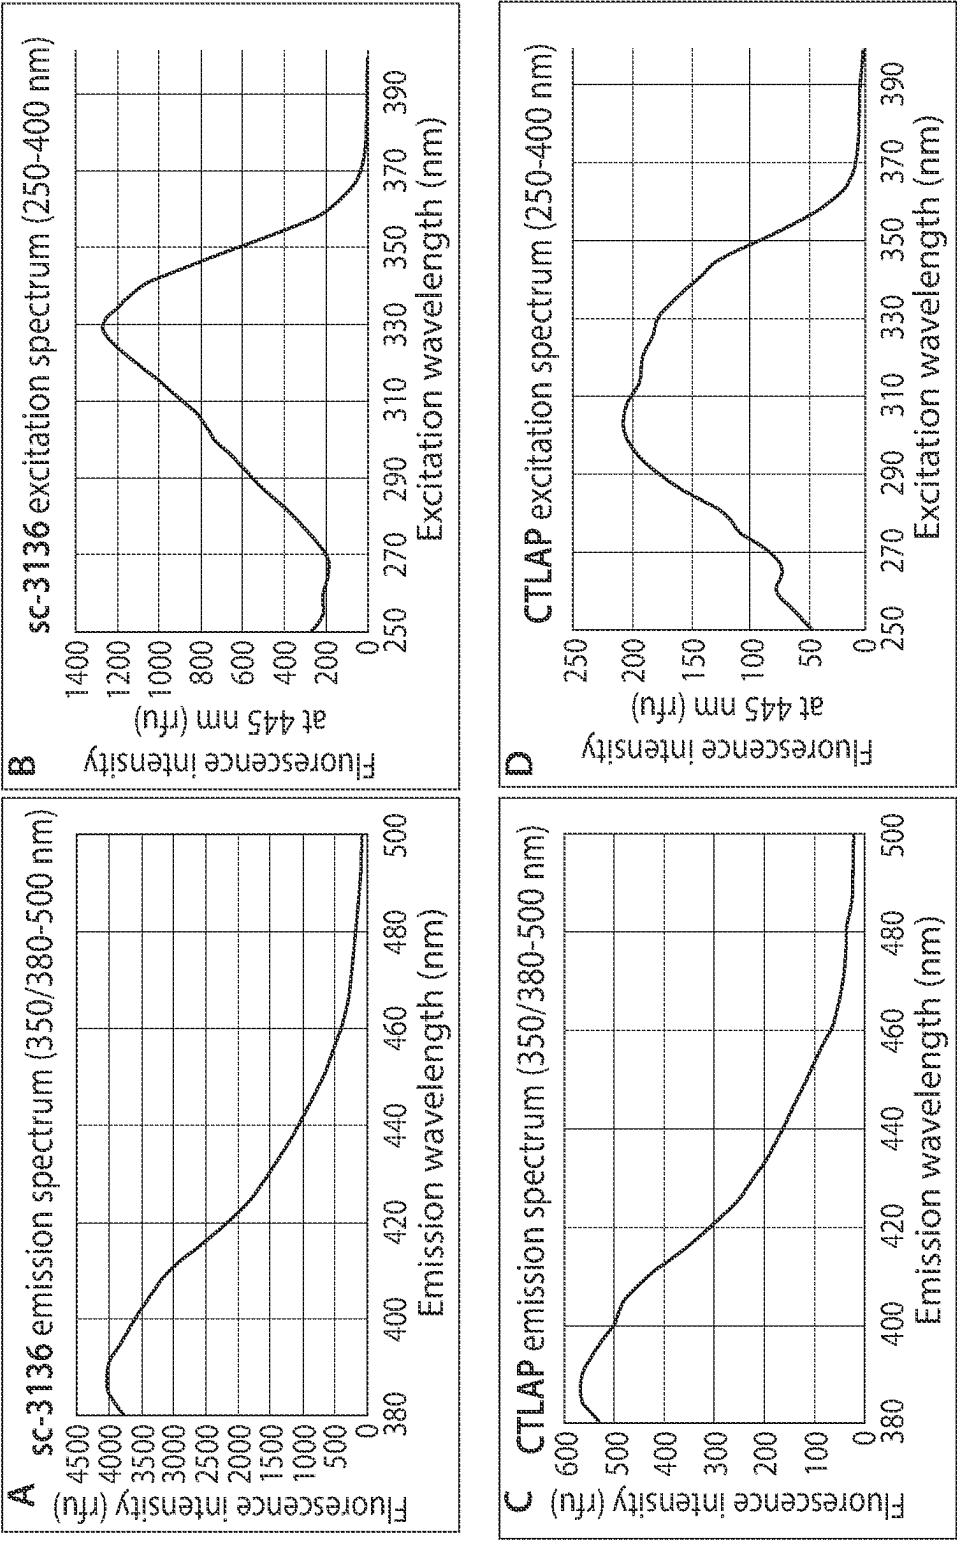 A
sc-3136 emission spectrum (350/380-500 nm)
Fluorescence intensity (rfu)
4500
4000
3500
3000
2500
2000
1500
1000
500
0
380 400 420 440 460 480 500
Emission wavelength (nm)
B
sc-3136 excitation spectrum (250-400 nm)
Fluorescence intensity
at 445 nm (rfu)
1400
1200
1000
800
600
400
200
0
250 270 290 310 330 350 370 390
Excitation wavelength (nm)
C
CTLAP emission spectrum (350/380-500 nm)
Fluorescence intensity (rfu)
600
500
400
300
200
100
0
380 400 420 440 460 480 500
Emission wavelength (nm)
D
CTLAP excitation spectrum (250-400 nm)
Fluorescence intensity
at 445 nm (rfu)
250
200
150
100
50
0
250 270 290 310 330 350 370 390
Excitation wavelength (nm)